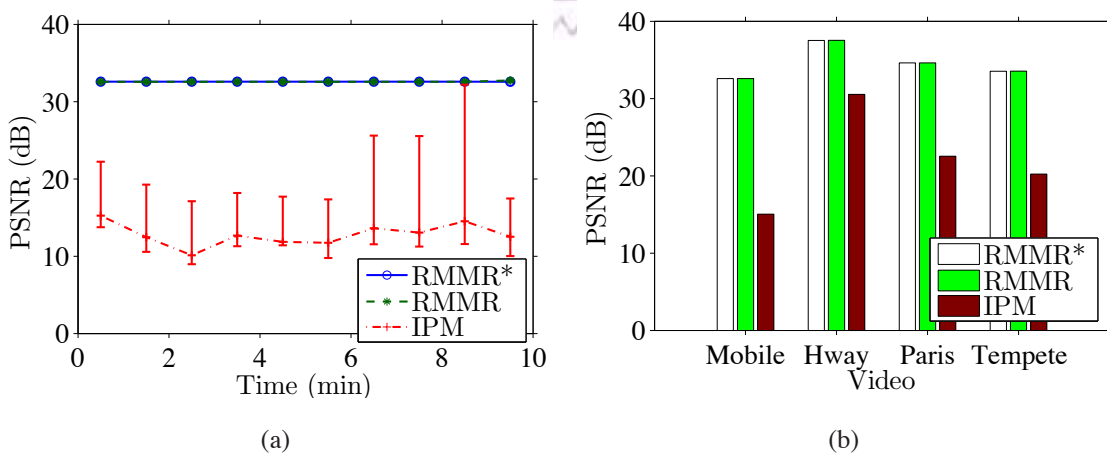 40
30
20
10
0
0
2
4
6
8
10
PSNR (dB)
Time (min)
RMMR*
RMMR
IPM
(a)
40
30
20
10
0
PSNR (dB)
Mobile Hway Paris Tempete
Video
RMMR*
RMMR
IPM
(b)